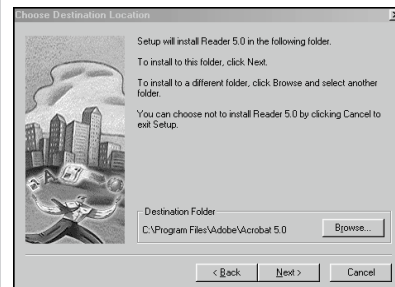 Choose Destination Location
Setup will install Reader 5.0 in the following folder.
To install to this folder, click Next.
To install to a different folder, click Browse and select another
folder.
You can choose not to install Reader 5.0 by clicking Cancel to
exit Setup.
Destination Folder
C:\Program Files\Adobe\Acrobat 5.0
Browse...
< Back
Next >
Cancel